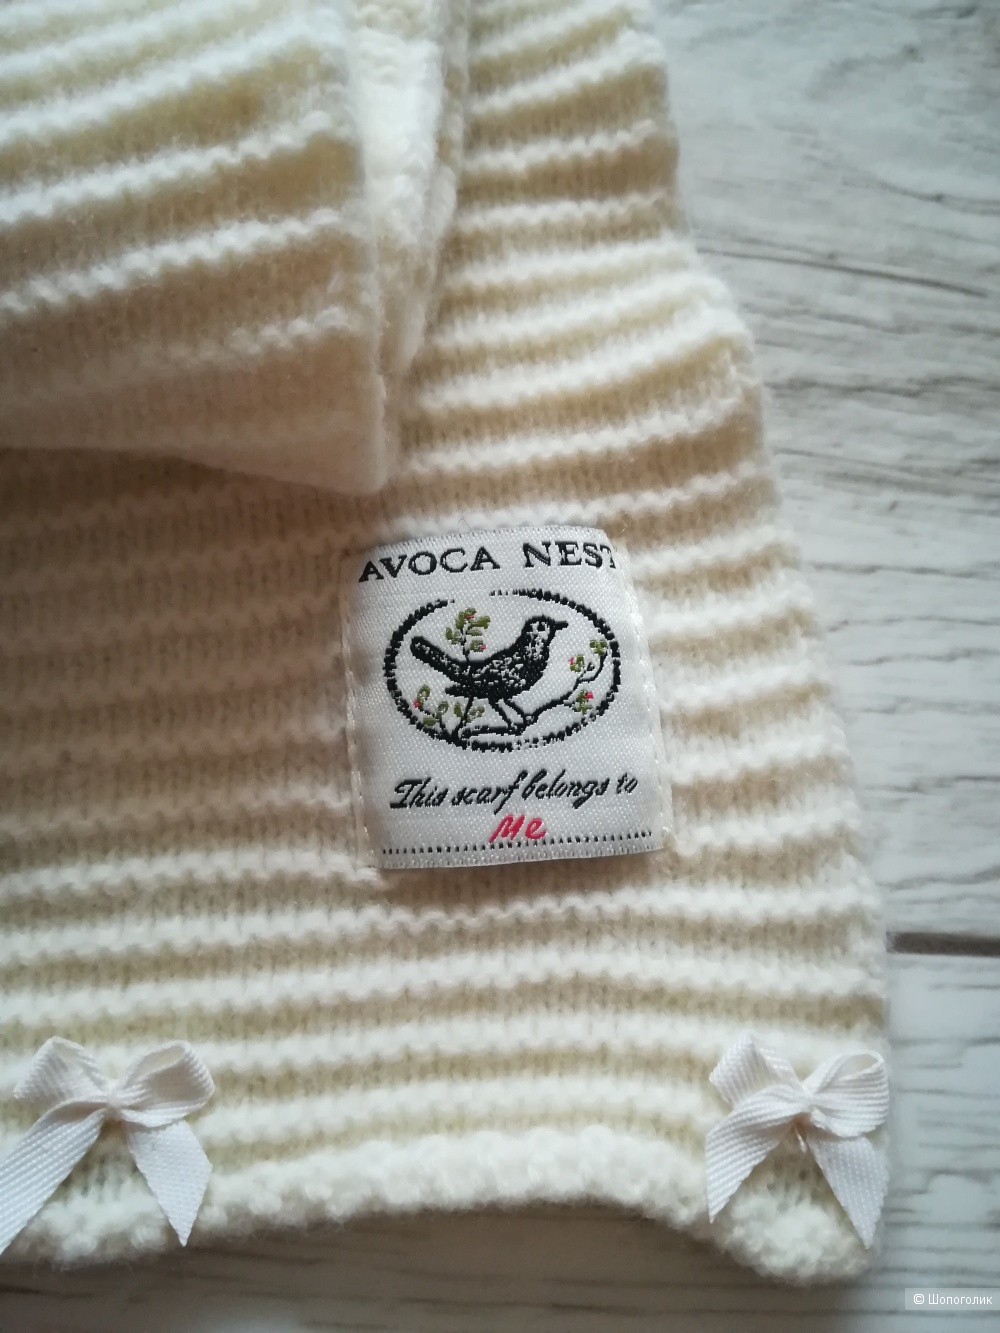 AVOCA NEST
This scarf belongs to
Me
© Шопоголик